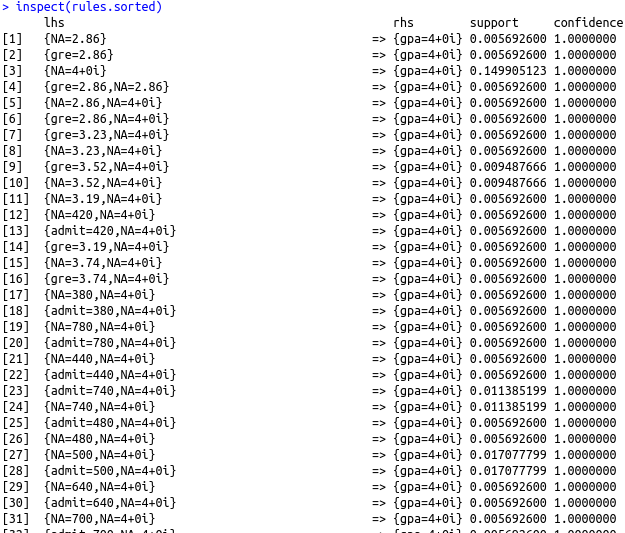 > inspect(rules.sorted)
lhs rhs support confidence
[1] {NA=2.86} => {gpa=4+0i} 0.005692600 1.0000000
[2] {gre=2.86} => {gpa=4+0i} 0.005692600 1.0000000
[3] {NA=4+0i} => {gpa=4+0i} 0.149905123 1.0000000
[4] {gre=2.86,NA=2.86} => {gpa=4+0i} 0.005692600 1.0000000
[5] {NA=2.86,NA=4+0i} => {gpa=4+0i} 0.005692600 1.0000000
[6] {gre=2.86,NA=4+0i} => {gpa=4+0i} 0.005692600 1.0000000
[7] {gre=3.23,NA=4+0i} => {gpa=4+0i} 0.005692600 1.0000000
[8] {NA=3.23,NA=4+0i} => {gpa=4+0i} 0.005692600 1.0000000
[9] {gre=3.52,NA=4+0i} => {gpa=4+0i} 0.009487666 1.0000000
[10] {NA=3.52,NA=4+0i} => {gpa=4+0i} 0.009487666 1.0000000
[11] {NA=3.19,NA=4+0i} => {gpa=4+0i} 0.005692600 1.0000000
[12] {NA=420,NA=4+0i} => {gpa=4+0i} 0.005692600 1.0000000
[13] {admit=420,NA=4+0i} => {gpa=4+0i} 0.005692600 1.0000000
[14] {gre=3.19,NA=4+0i} => {gpa=4+0i} 0.005692600 1.0000000
[15] {NA=3.74,NA=4+0i} => {gpa=4+0i} 0.005692600 1.0000000
[16] {gre=3.74,NA=4+0i} => {gpa=4+0i} 0.005692600 1.0000000
[17] {NA=380,NA=4+0i} => {gpa=4+0i} 0.005692600 1.0000000
[18] {admit=380,NA=4+0i} => {gpa=4+0i} 0.005692600 1.0000000
[19] {NA=780,NA=4+0i} => {gpa=4+0i} 0.005692600 1.0000000
[20] {admit=780,NA=4+0i} => {gpa=4+0i} 0.005692600 1.0000000
[21] {NA=440,NA=4+0i} => {gpa=4+0i} 0.005692600 1.0000000
[22] {admit=440,NA=4+0i} => {gpa=4+0i} 0.005692600 1.0000000
[23] {admit=740,NA=4+0i} => {gpa=4+0i} 0.011385199 1.0000000
[24] {NA=740,NA=4+0i} => {gpa=4+0i} 0.011385199 1.0000000
[25] {admit=480,NA=4+0i} => {gpa=4+0i} 0.005692600 1.0000000
[26] {NA=480,NA=4+0i} => {gpa=4+0i} 0.005692600 1.0000000
[27] {NA=500,NA=4+0i} => {gpa=4+0i} 0.017077799 1.0000000
[28] {admit=500,NA=4+0i} => {gpa=4+0i} 0.017077799 1.0000000
[29] {NA=640,NA=4+0i} => {gpa=4+0i} 0.005692600 1.0000000
[30] {admit=640,NA=4+0i} => {gpa=4+0i} 0.005692600 1.0000000
[31] {NA=700,NA=4+0i} => {gpa=4+0i} 0.005692600 1.0000000